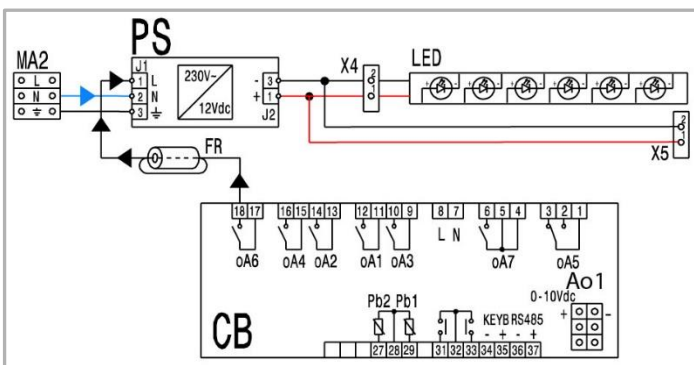 PS
MA2
L
N
J1
1 L
2 N
3
230V~
12Vdc
- 3
+ 1
J2
X4
2
1
LED
X5
2
1
FR
18 17 16 15 14 13 12 11 10 9 8 7 6 5 4 3 2 1
oA6 oA4 oA2 oA1 oA3 L N oA7 oA5
Ao1
0-10Vdc
+ -
Pb2 Pb1
KEYB RS485
- + - +
CB
27 28 29 31 32 33 34 35 36 37